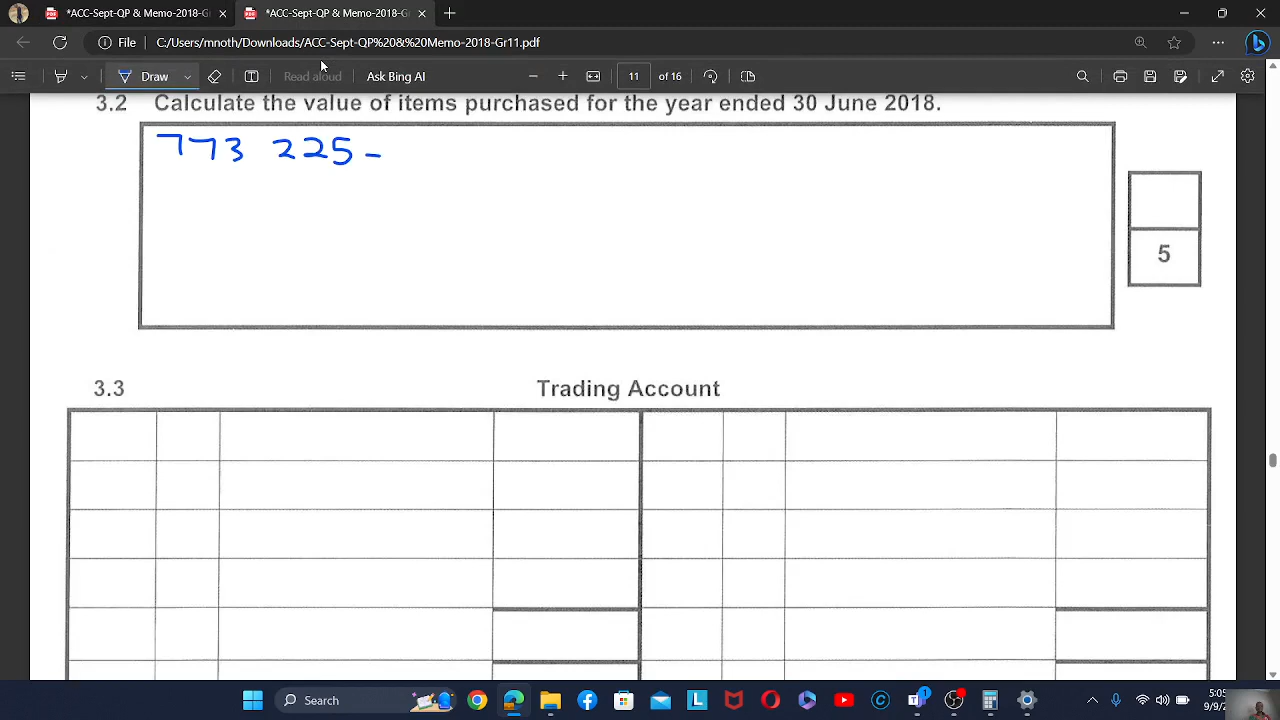 *ACC-Sept-QP & Memo-2018-G
*ACC-Sept-QP & Memo-2018-Gr
File C:/Users/mnoth/Downloads/ACC-Sept-QP%20&%20Memo-2018-Gr11.pdf
Draw Read aloud Ask Bing AI 11 of 16
3.2 Calculate the value of items purchased for the year ended 30 June 2018.
773 225 -
5
3.3 Trading Account
Search